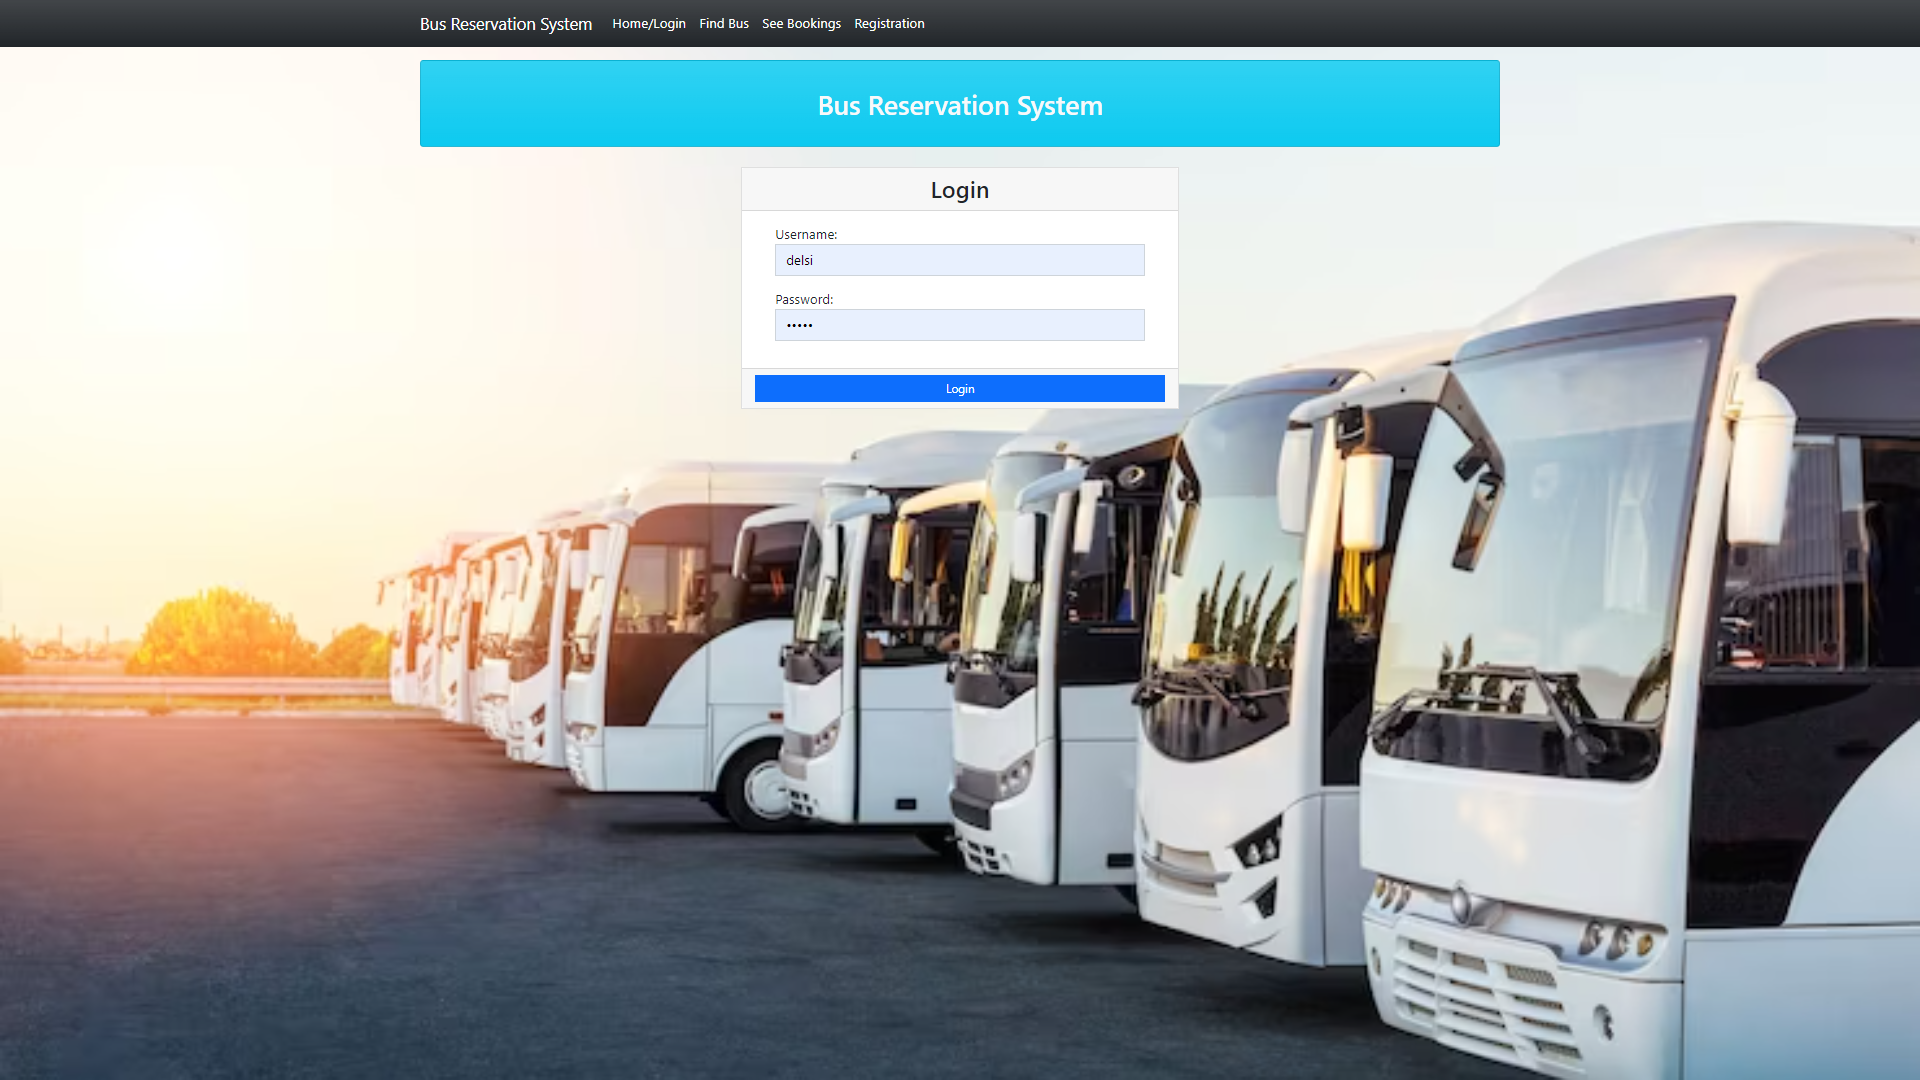 Bus Reservation System Home/Login Find Bus See Bookings Registration
Bus Reservation System
Login
Username:
delsi
Password:
•••••
Login